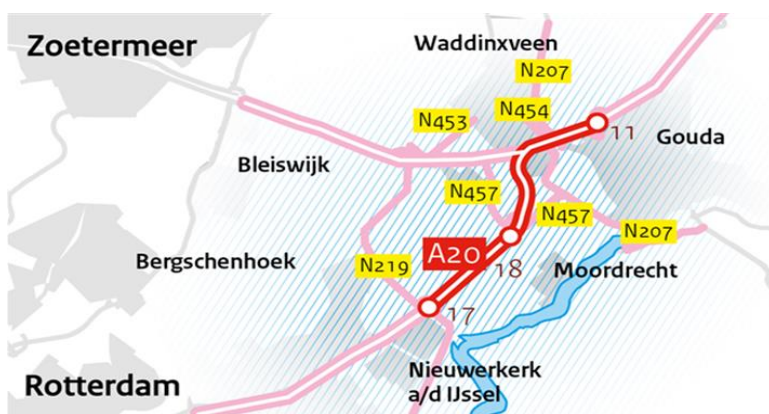 Zoetermeer
Waddinxveen
N207
N454
N453
11
Gouda
Bleiswijk
N457
N457
N207
A20
Bergschenhoek
N219
18
Moordrecht
17
Nieuwerkerk
a/d IJssel
Rotterdam